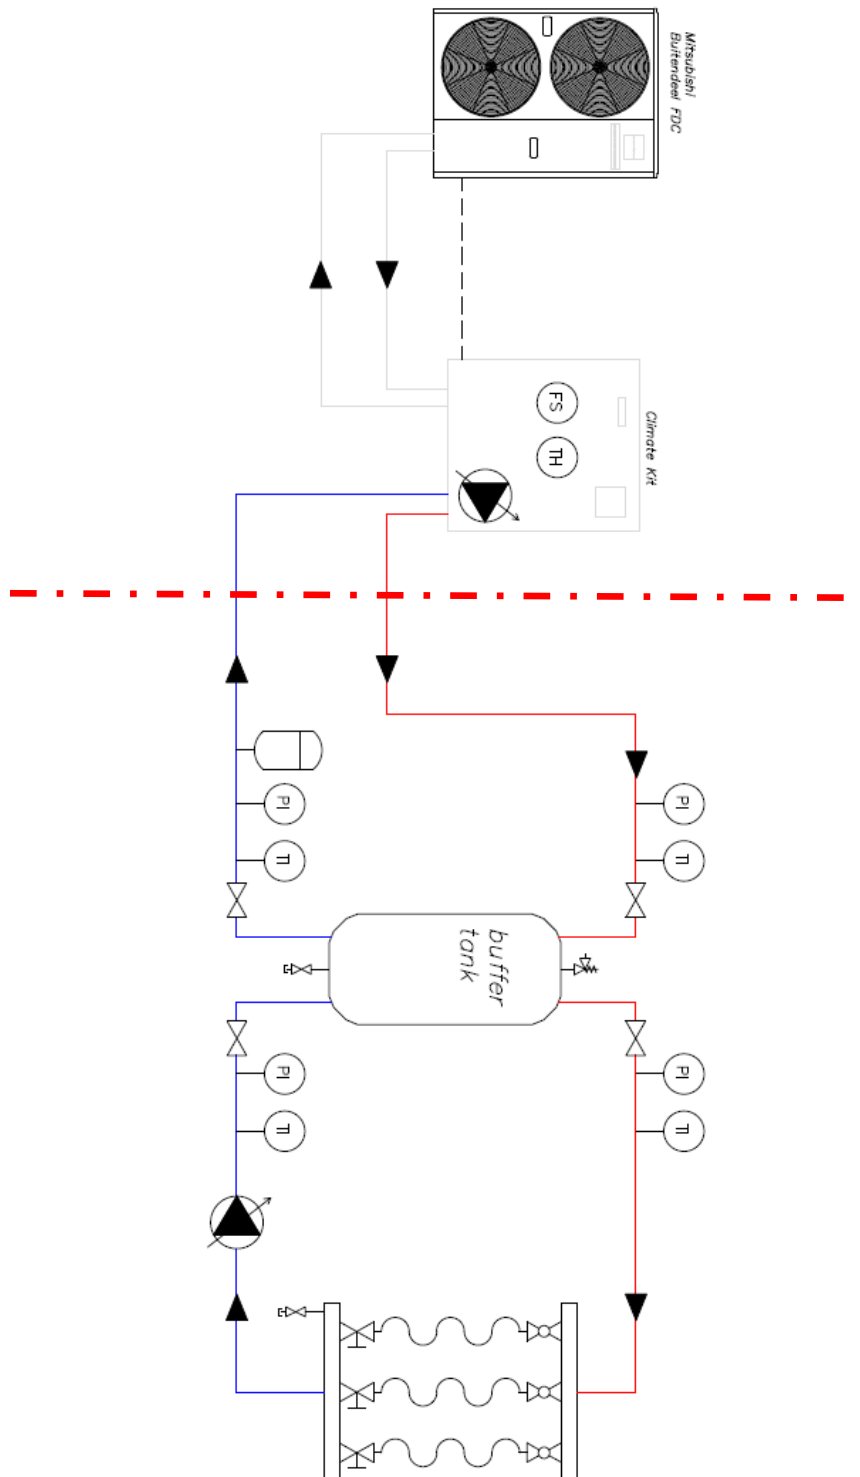 Mitsubishi
Buitendeel FDC
Climate Kit
FS
TH
PI
TI
PI
TI
buffer
tank
PI
TI
PI
TI